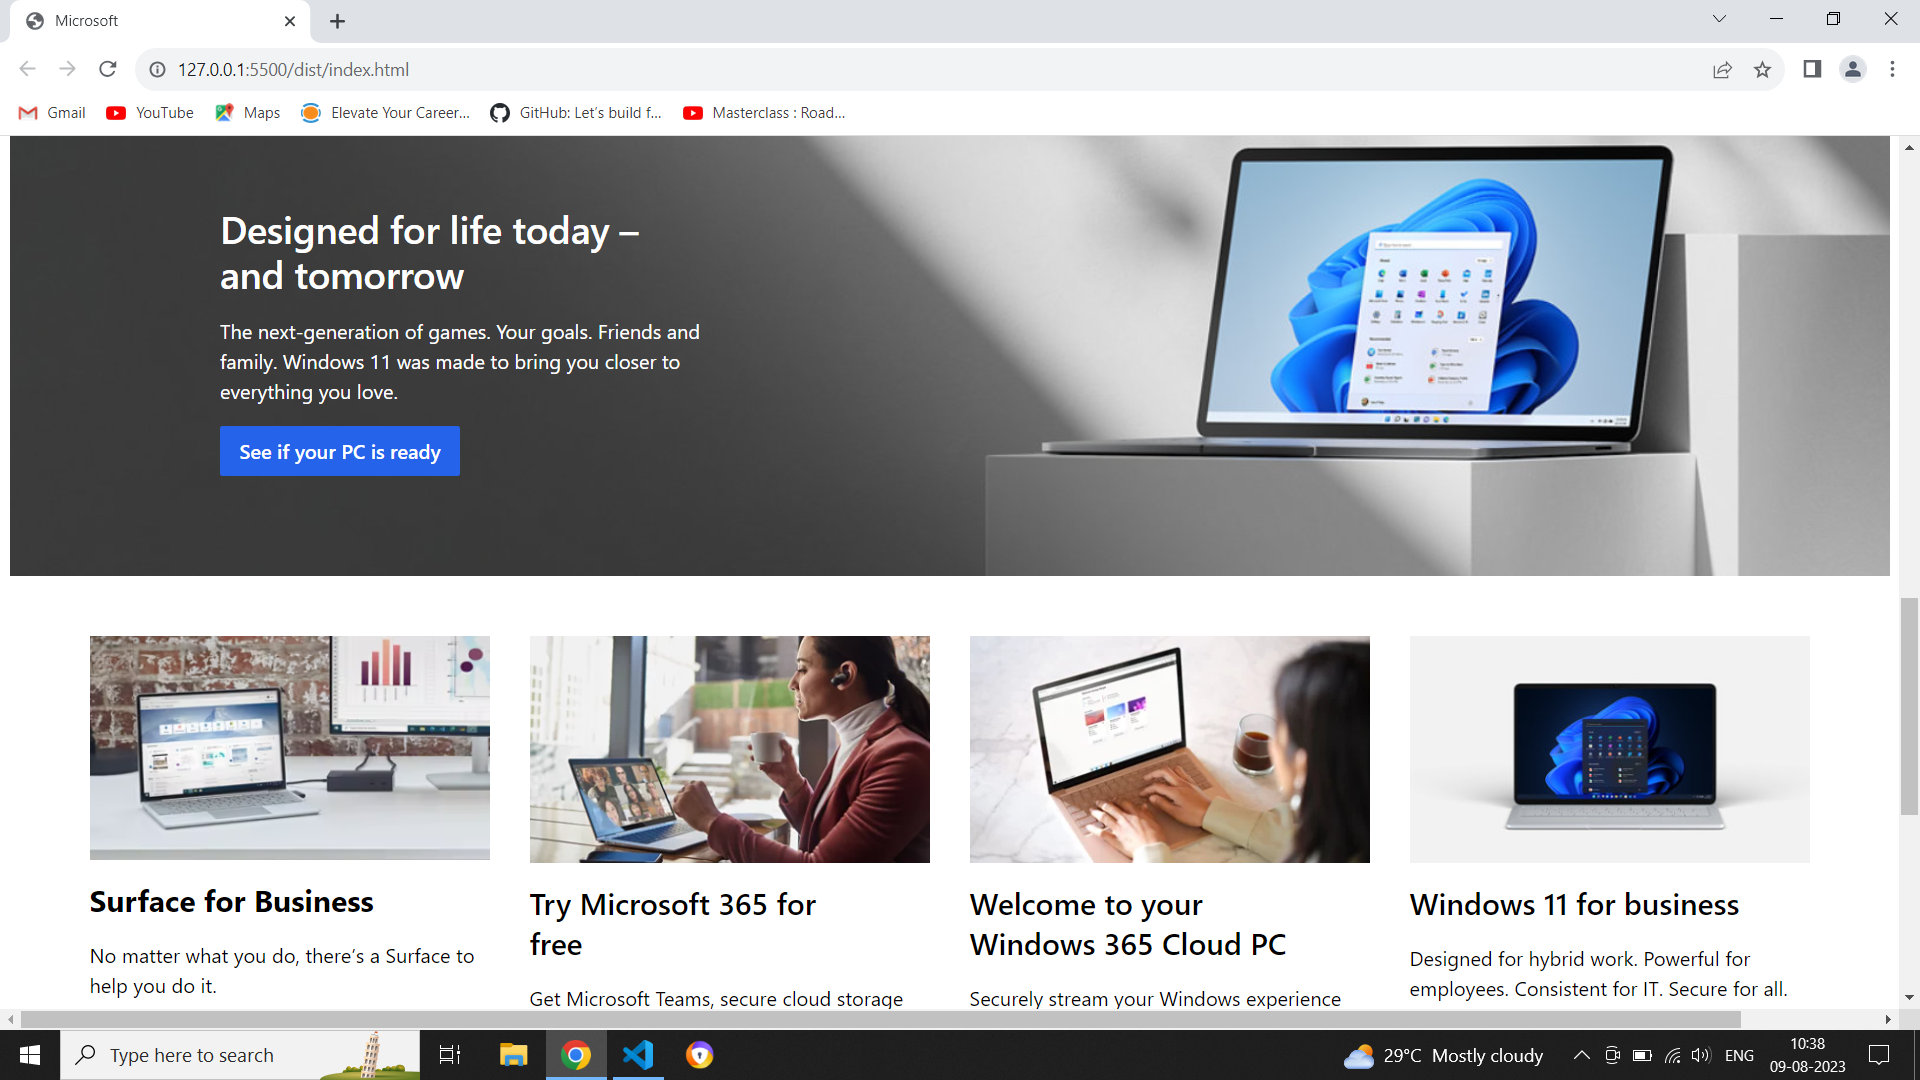 Microsoft
127.0.0.1:5500/dist/index.html
Gmail
YouTube
Maps
Elevate Your Career...
GitHub: Let's build f...
Masterclass : Road...
Designed for life today –
and tomorrow
The next-generation of games. Your goals. Friends and
family. Windows 11 was made to bring you closer to
everything you love.
See if your PC is ready
Surface for Business
No matter what you do, there's a Surface to
help you do it.
Try Microsoft 365 for
free
Get Microsoft Teams, secure cloud storage
Welcome to your
Windows 365 Cloud PC
Securely stream your Windows experience
Windows 11 for business
Designed for hybrid work. Powerful for
employees. Consistent for IT. Secure for all.
Type here to search
29°C Mostly cloudy
ENG
10:38
09-08-2023